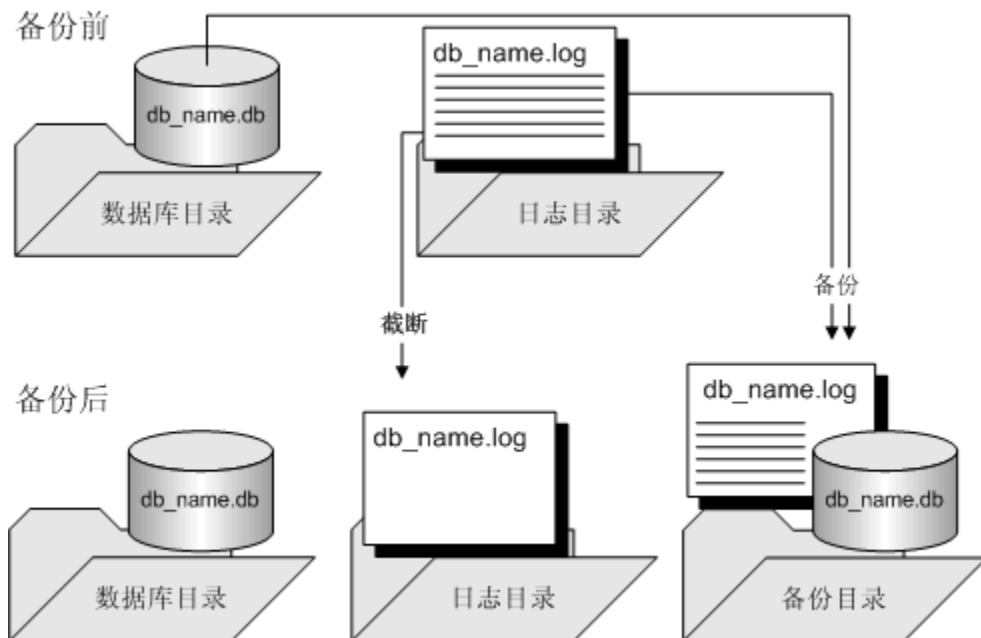 备份前
db_name.db
db_name.log
数据库目录
日志目录
备份
截断
备份后
db_name.log
db_name.log
db_name.db
db_name.db
数据库目录
日志目录
备份目录